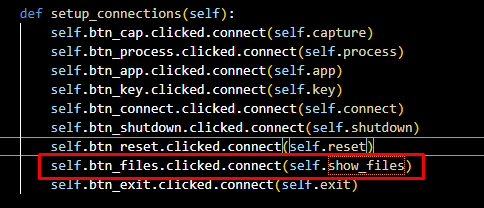 def setup_connections(self):
self.btn_cap.clicked.connect(self.capture)
self.btn_process.clicked.connect(self.process)
self.btn_app.clicked.connect(self.app)
self.btn_key.clicked.connect(self.key)
self.btn_connect.clicked.connect(self.connect)
self.btn_shutdown.clicked.connect(self.shutdown)
self.btn_reset.clicked.connect(self.reset)
self.btn_files.clicked.connect(self.show_files)
self.btn_exit.clicked.connect(self.exit)